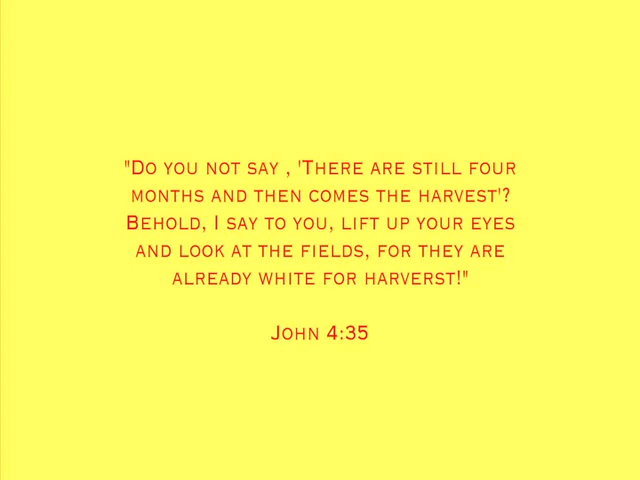 "Do you not say , 'There are still four
months and then comes the harvest'?
Behold, I say to you, lift up your eyes
and look at the fields, for they are
already white for harverst!"
John 4:35